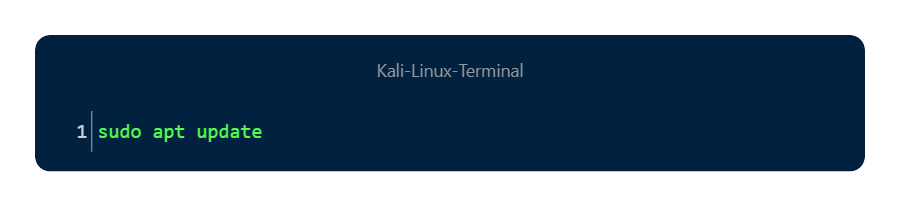 Kali-Linux-Terminal
1 sudo apt update